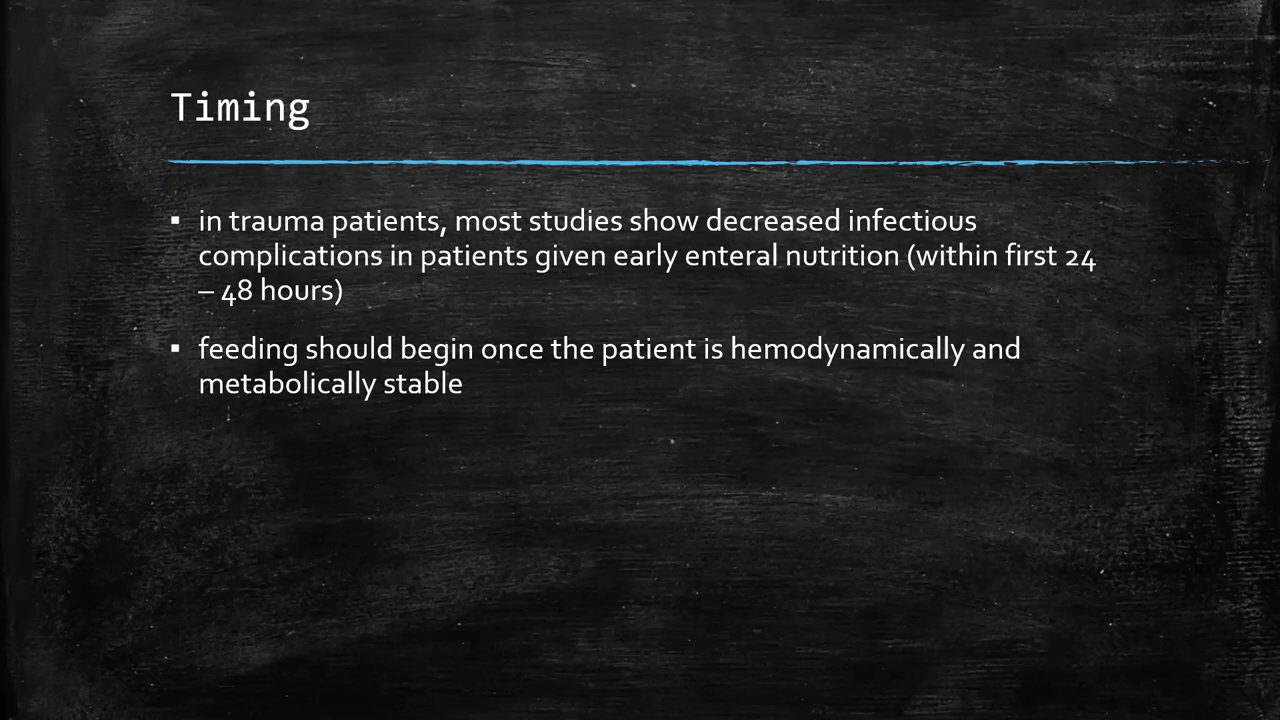 Timing
▪ in trauma patients, most studies show decreased infectious
complications in patients given early enteral nutrition (within first 24
– 48 hours)
▪ feeding should begin once the patient is hemodynamically and
metabolically stable